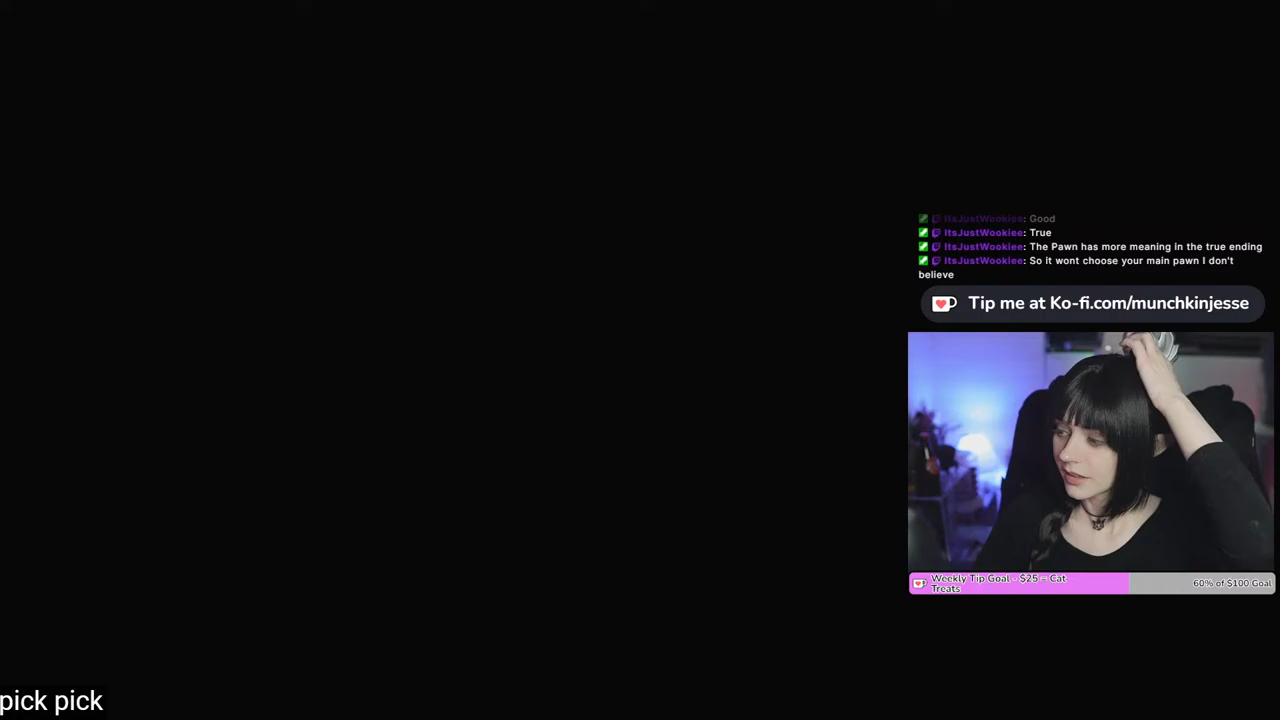 ItsJustWookiee: Good
ItsJustWookiee: True
ItsJustWookiee: The Pawn has more meaning in the true ending
ItsJustWookiee: So it wont choose your main pawn I don't
believe
Tip me at Ko-fi.com/munchkinjesse
Weekly Tip Goal - $25 = Cat
Treats
60% of $100 Goal
pick pick